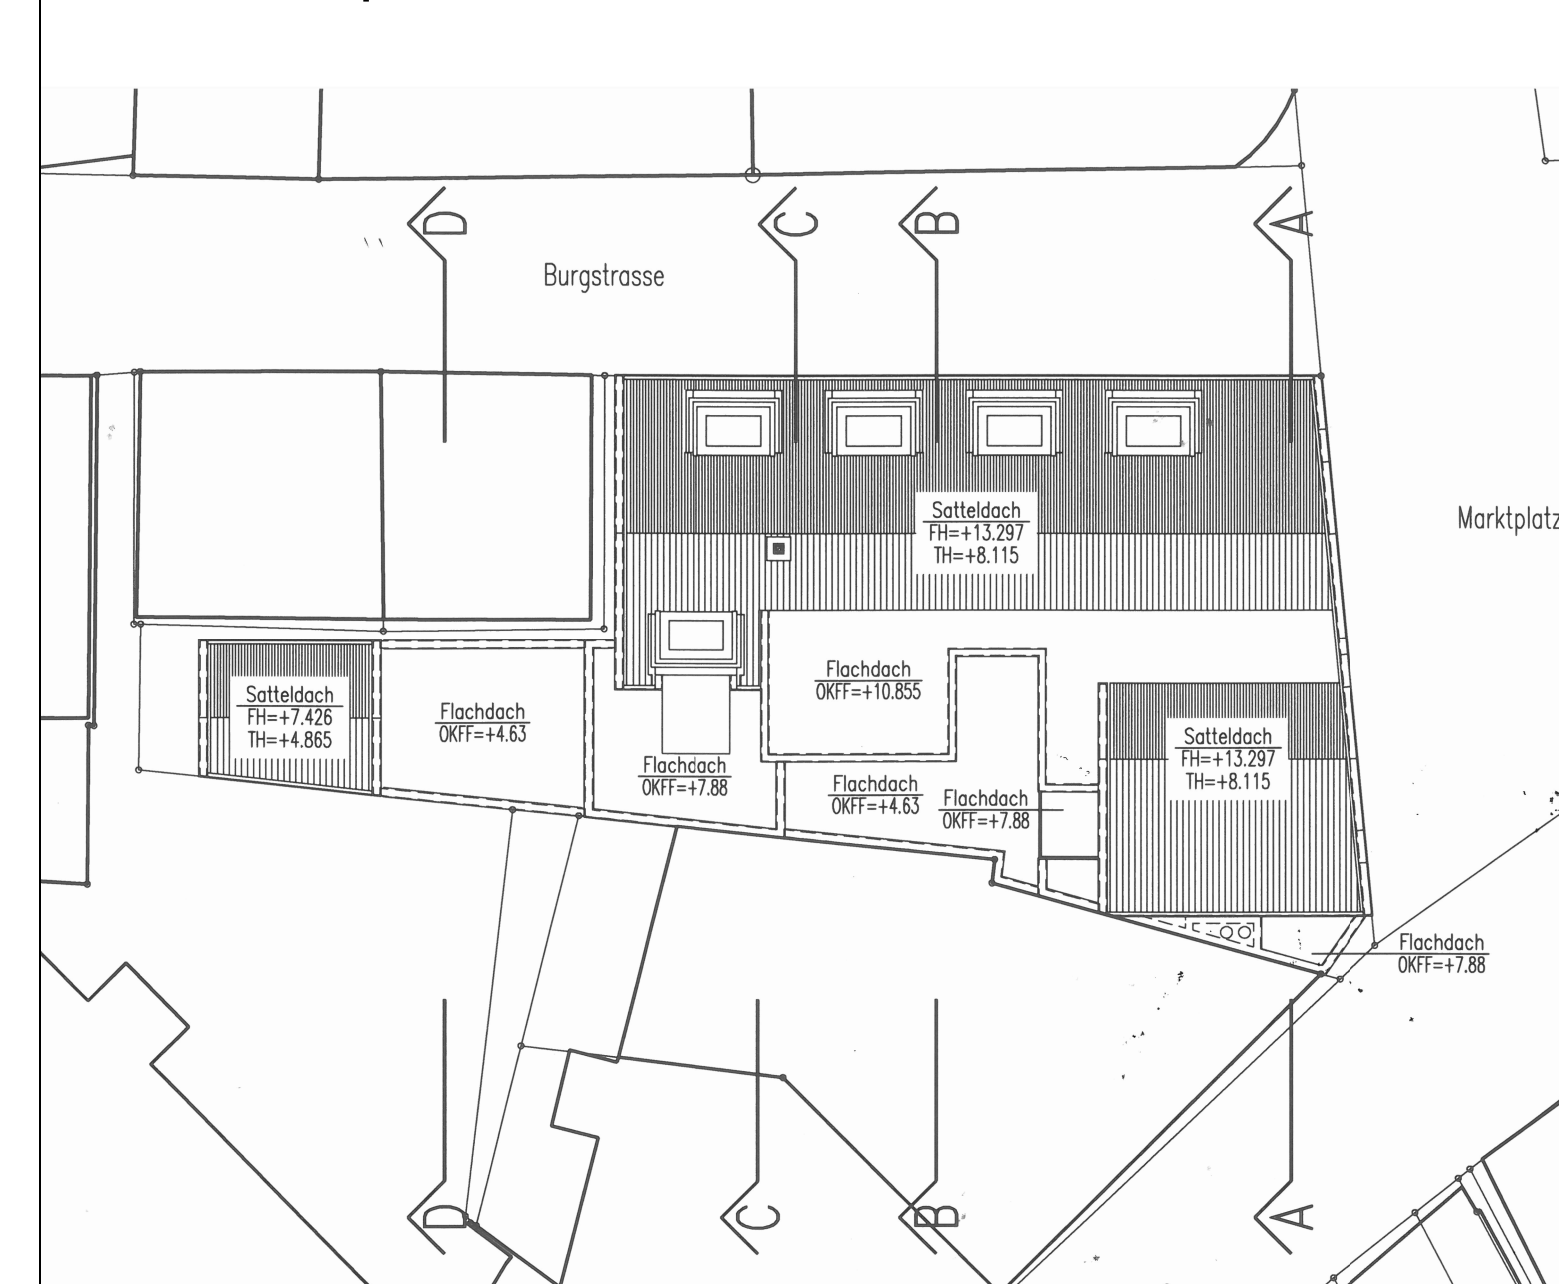 D
C
B
A
Burgstrasse
Marktplatz
Satteldach
FH=+13.297
TH=+8.115
Flachdach
OKFF=+10.855
Satteldach
FH=+7.426
TH=+4.865
Flachdach
OKFF=+4.63
Flachdach
OKFF=+7.88
Flachdach
OKFF=+4.63
Flachdach
OKFF=+7.88
Satteldach
FH=+13.297
TH=+8.115
Flachdach
OKFF=+7.88
D
C
B
A